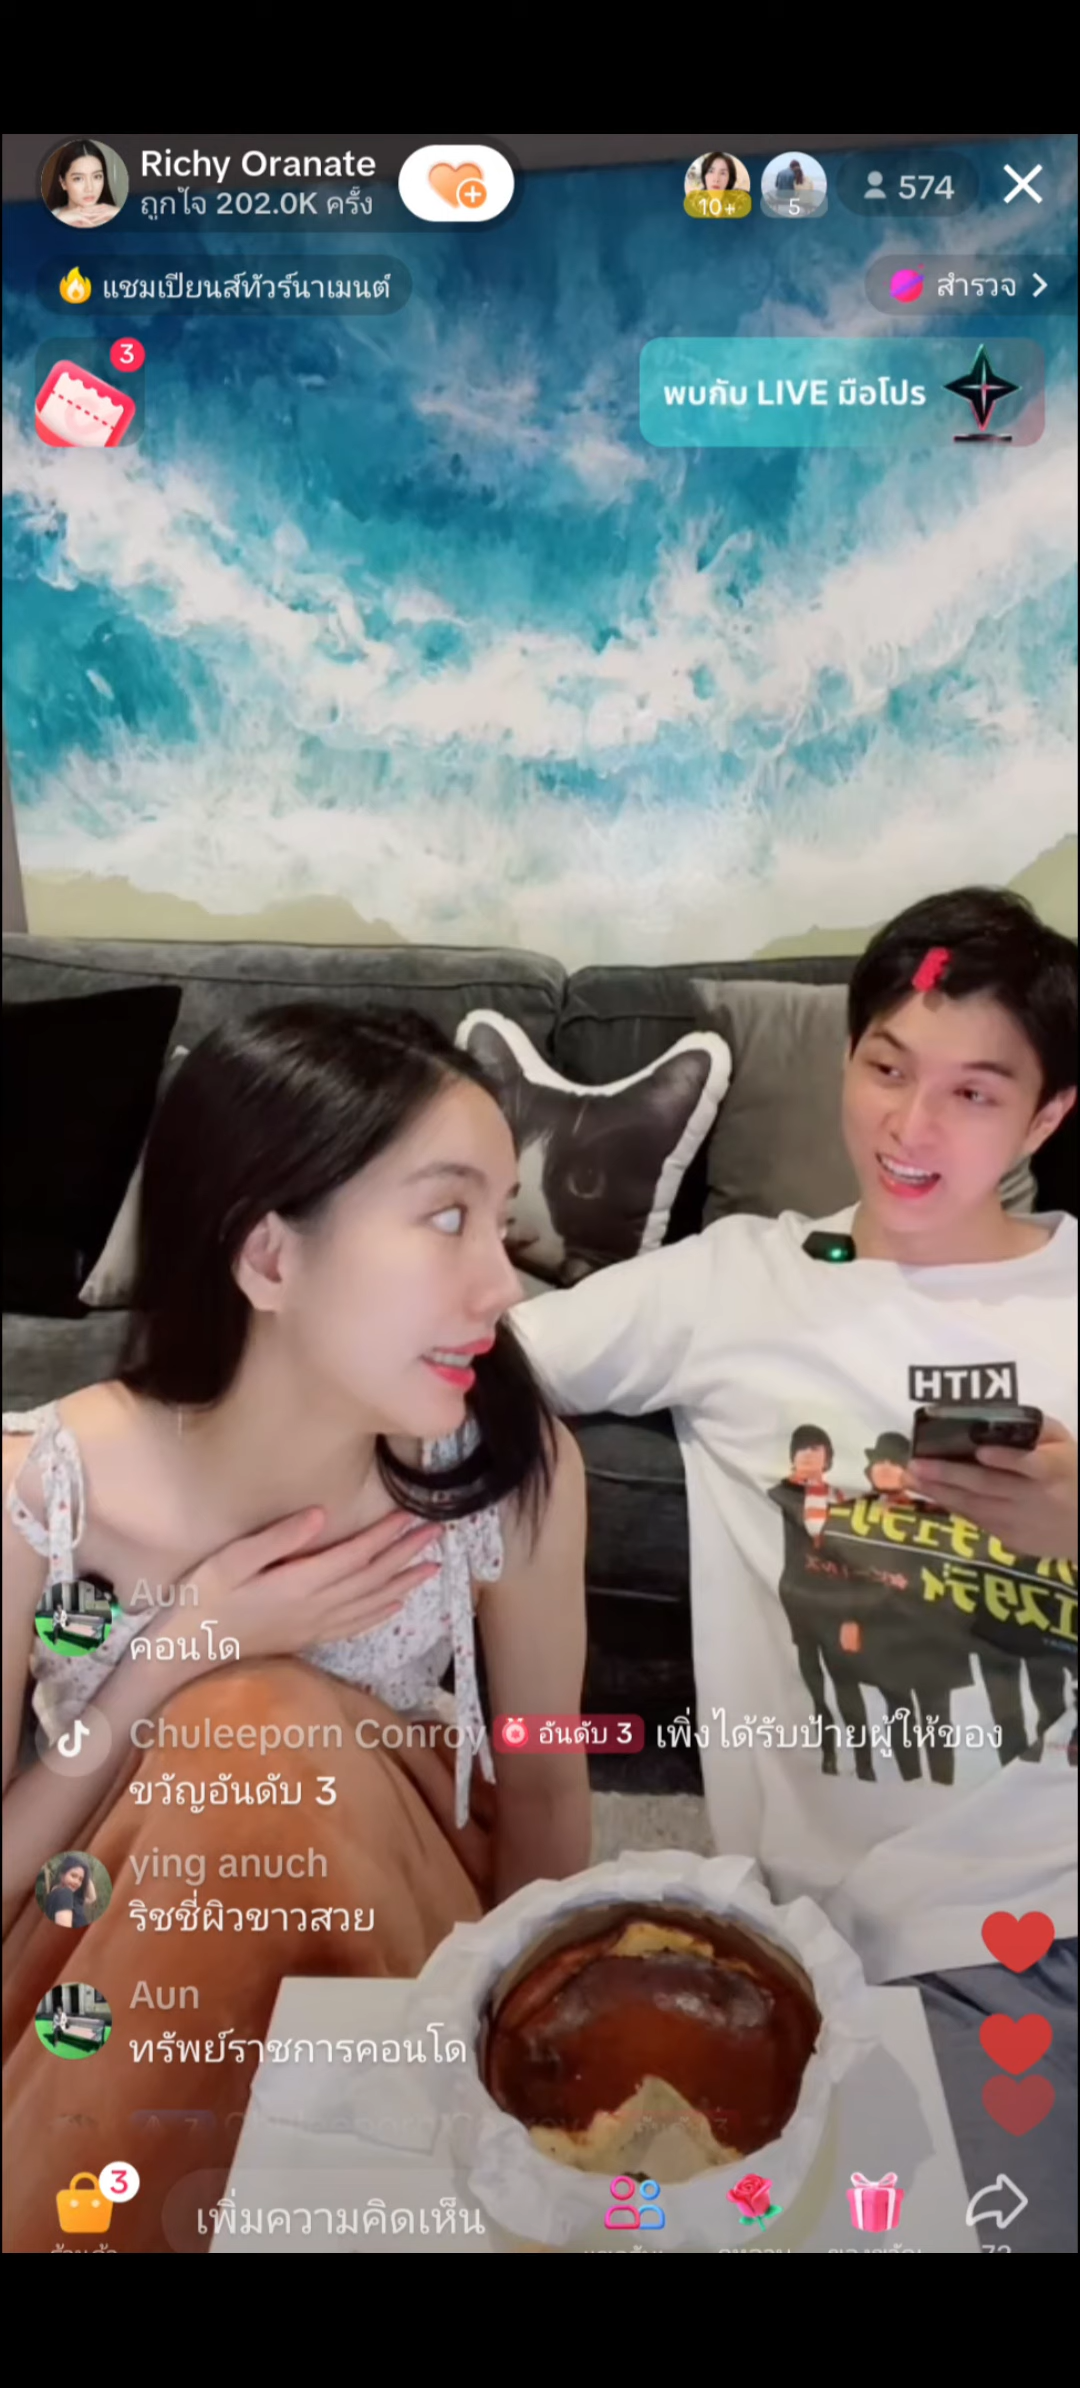 Richy Oranate
ถูกใจ 202.0K ครั้ง
10+
5
574
แชมเปียนส์ทัวร์นาเมนต์
สำรวจ
3
พบกับ LIVE มือโปร
KITH
Aun
คอนโด
Chuleeporn Conroy อันดับ 3 เพิ่งได้รับป้ายผู้ให้ของ
ขวัญอันดับ 3
ying anuch
ริชชี่ผิวขาวสวย
Aun
ทรัพย์ราชการคอนโด
3
เพิ่มความคิดเห็น